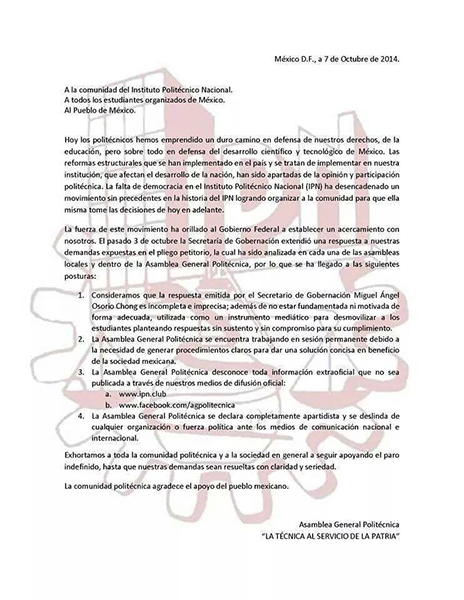 México D.F., a 7 de Octubre de 2014.
A la comunidad del Instituto Politécnico Nacional.
A todos los estudiantes organizados de México.
Al Pueblo de México.
Hoy los politécnicos hemos emprendido un duro camino en defensa de nuestros derechos, de la
educación, pero sobre todo en defensa del desarrollo científico y tecnológico de México. Las
reformas estructurales que se han implementado en el país y se tratan de implementar en nuestra
institución, que afectan el desarrollo de la nación, han sido apartadas de la opinión y participación
politécnica. La falta de democracia en el Instituto Politécnico Nacional (IPN) ha desencadenado un
movimiento sin precedentes en la historia del IPN logrando organizar a la comunidad para que ella
misma tome las decisiones de hoy en adelante.
La fuerza de este movimiento ha orillado al Gobierno Federal a establecer un acercamiento con
nosotros. El pasado 3 de octubre la Secretaría de Gobernación extendió una respuesta a nuestras
demandas expuestas en el pliego petitorio, la cual ha sido analizada en cada una de las asambleas
locales y dentro de la Asamblea General Politécnica, por lo que se ha llegado a las siguientes
posturas:
1. Consideramos que la respuesta emitida por el Secretario de Gobernación Miguel Ángel
Osorio Chong es incompleta e imprecisa; además de no estar fundamentada ni motivada de
forma adecuada, utilizada como un instrumento mediático para desmovilizar a los
estudiantes planteando respuestas sin sustento y sin compromiso para su cumplimiento.
2. La Asamblea General Politécnica se encuentra trabajando en sesión permanente debido a
la necesidad de generar procedimientos claros para dar una solución concisa en beneficio
de la sociedad mexicana.
3. La Asamblea General Politécnica desconoce toda información extraoficial que no sea
publicada a través de nuestros medios de difusión oficial:
a. www.ipn.club
b. www.facebook.com/agpolitecnica
4. La Asamblea General Politécnica se declara completamente apartidista y se deslinda de
cualquier organización o fuerza política ante los medios de comunicación nacional e
internacional.
Exhortamos a toda la comunidad politécnica y a la sociedad en general a seguir apoyando el paro
indefinido, hasta que nuestras demandas sean resueltas con claridad y seriedad.
La comunidad politécnica agradece el apoyo del pueblo mexicano.
Asamblea General Politécnica
“LA TÉCNICA AL SERVICIO DE LA PATRIA”